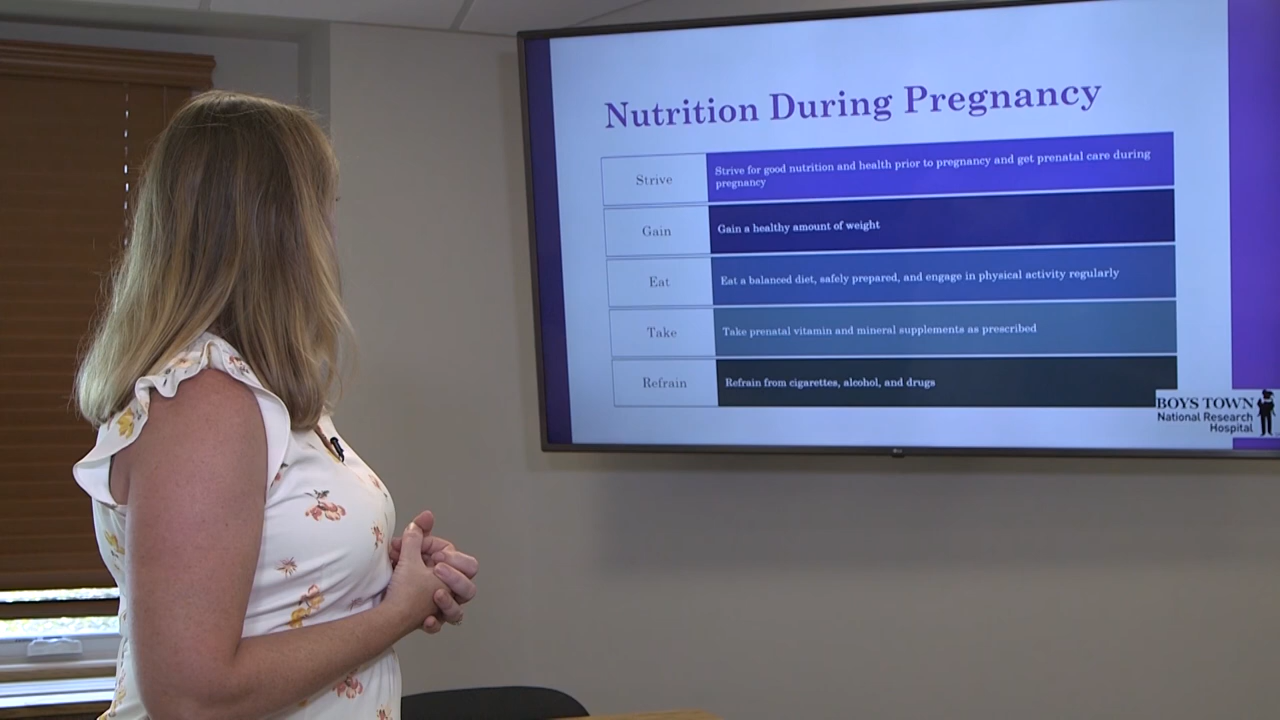 Nutrition During Pregnancy
Strive
Strive for good nutrition and health prior to pregnancy and get prenatal care during
pregnancy
Gain
Gain a healthy amount of weight
Eat
Eat a balanced diet, safely prepared, and engage in physical activity regularly
Take
Take prenatal vitamin and mineral supplements as prescribed
Refrain
Refrain from cigarettes, alcohol, and drugs
BOYS TOWN
National Research
Hospital
LG